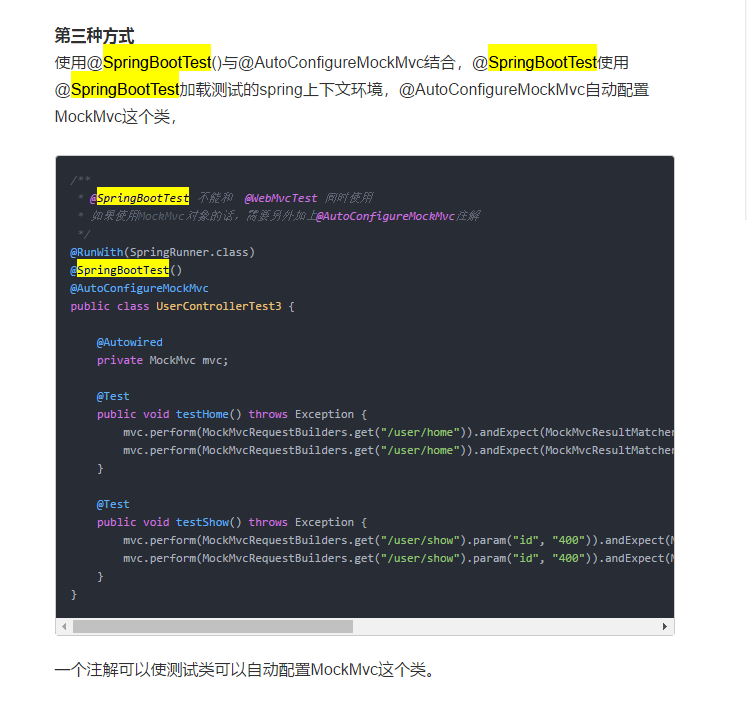 第三种方式
使用@SpringBootTest()与@AutoConfigureMockMvc结合，@SpringBootTest使用
@SpringBootTest加载测试的spring上下文环境，@AutoConfigureMockMvc自动配置
MockMvc这个类，
/**
 * @SpringBootTest 不能和  @WebMvcTest 同时使用
 * 如果使用MockMvc对象的话，需要另外加上@AutoConfigureMockMvc注解
 */
@RunWith(SpringRunner.class)
@SpringBootTest()
@AutoConfigureMockMvc
public class UserControllerTest3 {
    @Autowired
    private MockMvc mvc;
    @Test
    public void testHome() throws Exception {
        mvc.perform(MockMvcRequestBuilders.get("/user/home")).andExpect(MockMvcResultMatcher
        mvc.perform(MockMvcRequestBuilders.get("/user/home")).andExpect(MockMvcResultMatcher
    }
    @Test
    public void testShow() throws Exception {
        mvc.perform(MockMvcRequestBuilders.get("/user/show").param("id", "400")).andExpect(M
        mvc.perform(MockMvcRequestBuilders.get("/user/show").param("id", "400")).andExpect(M
    }
}
一个注解可以使测试类可以自动配置MockMvc这个类。